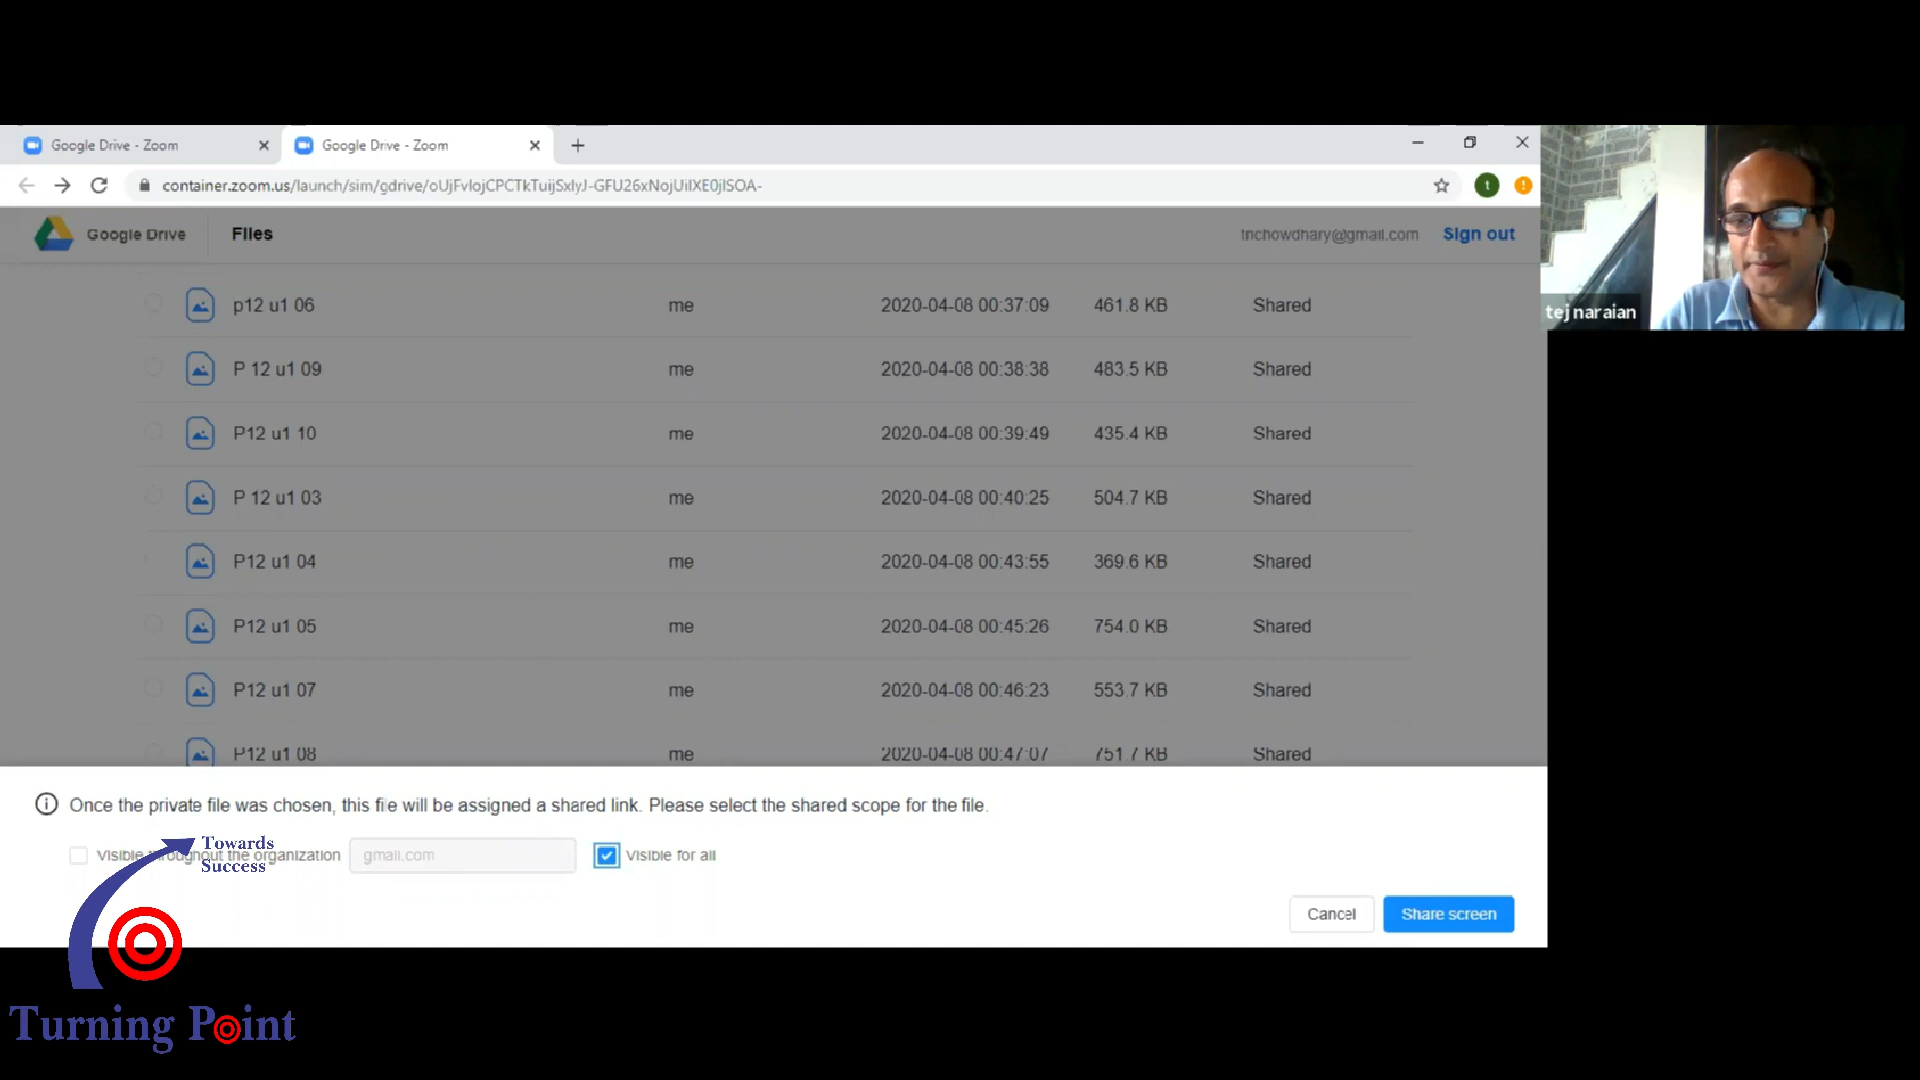 Google Drive - Zoom
Google Drive - Zoom
container.zoom.us/launch/sim/gdrive/
Google Drive
Files
tnchowdhary@gmail.com
Sign out
p12 u1 06 me 2020-04-08 00:37:09 461.8 KB Shared
P 12 u1 09 me 2020-04-08 00:38:38 483.5 KB Shared
P12 u1 10 me 2020-04-08 00:39:49 435.4 KB Shared
P 12 u1 03 me 2020-04-08 00:40:25 504.7 KB Shared
P12 u1 04 me 2020-04-08 00:43:55 369.6 KB Shared
P12 u1 05 me 2020-04-08 00:45:26 754.0 KB Shared
P12 u1 07 me 2020-04-08 00:46:23 553.7 KB Shared
P12 u1 08 me 2020-04-08 00:47:07 751.7 KB Shared
tej naraian
Once the private file was chosen, this file will be assigned a shared link. Please select the shared scope for the file.
Visible throughout the organization gmail.com Visible for all
Cancel Share screen
Towards
Success
Turning Point